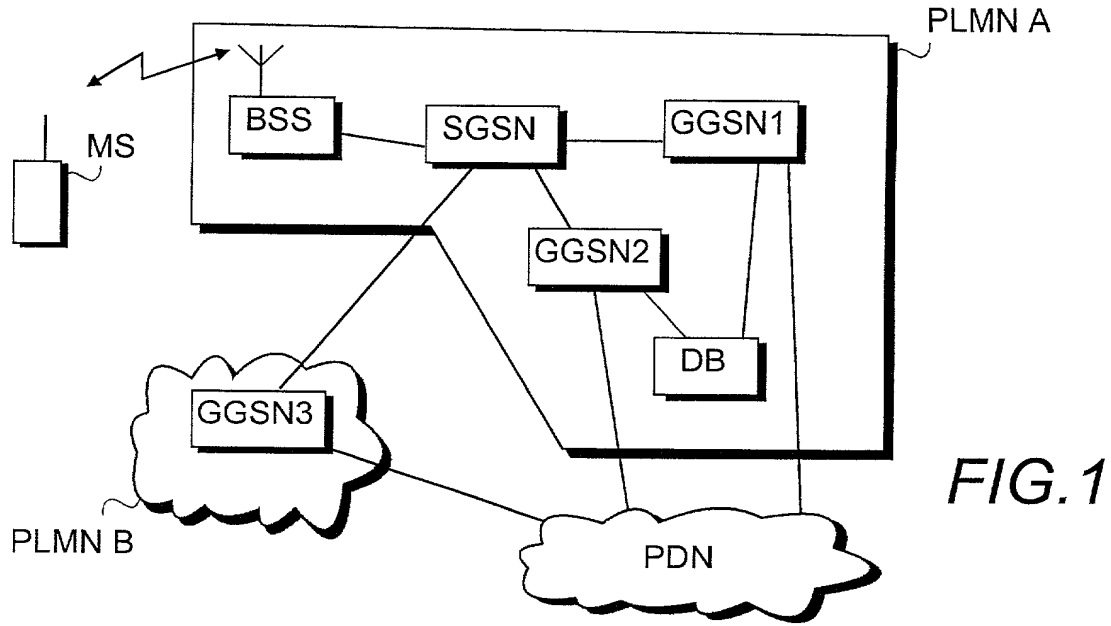 PLMN A
BSS
SGSN
GGSN1
MS
GGSN2
DB
GGSN3
FIG.1
PLMN B
PDN